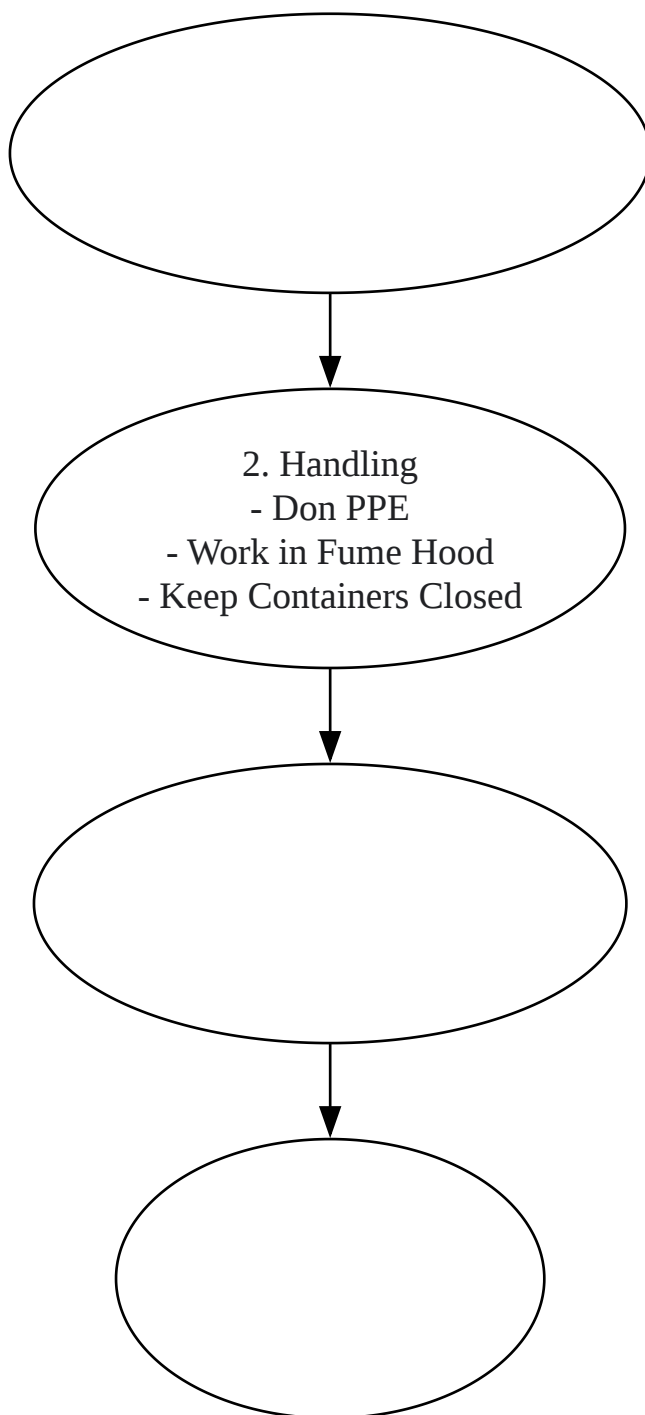 2. Handling
- Don PPE
- Work in Fume Hood
- Keep Containers Closed